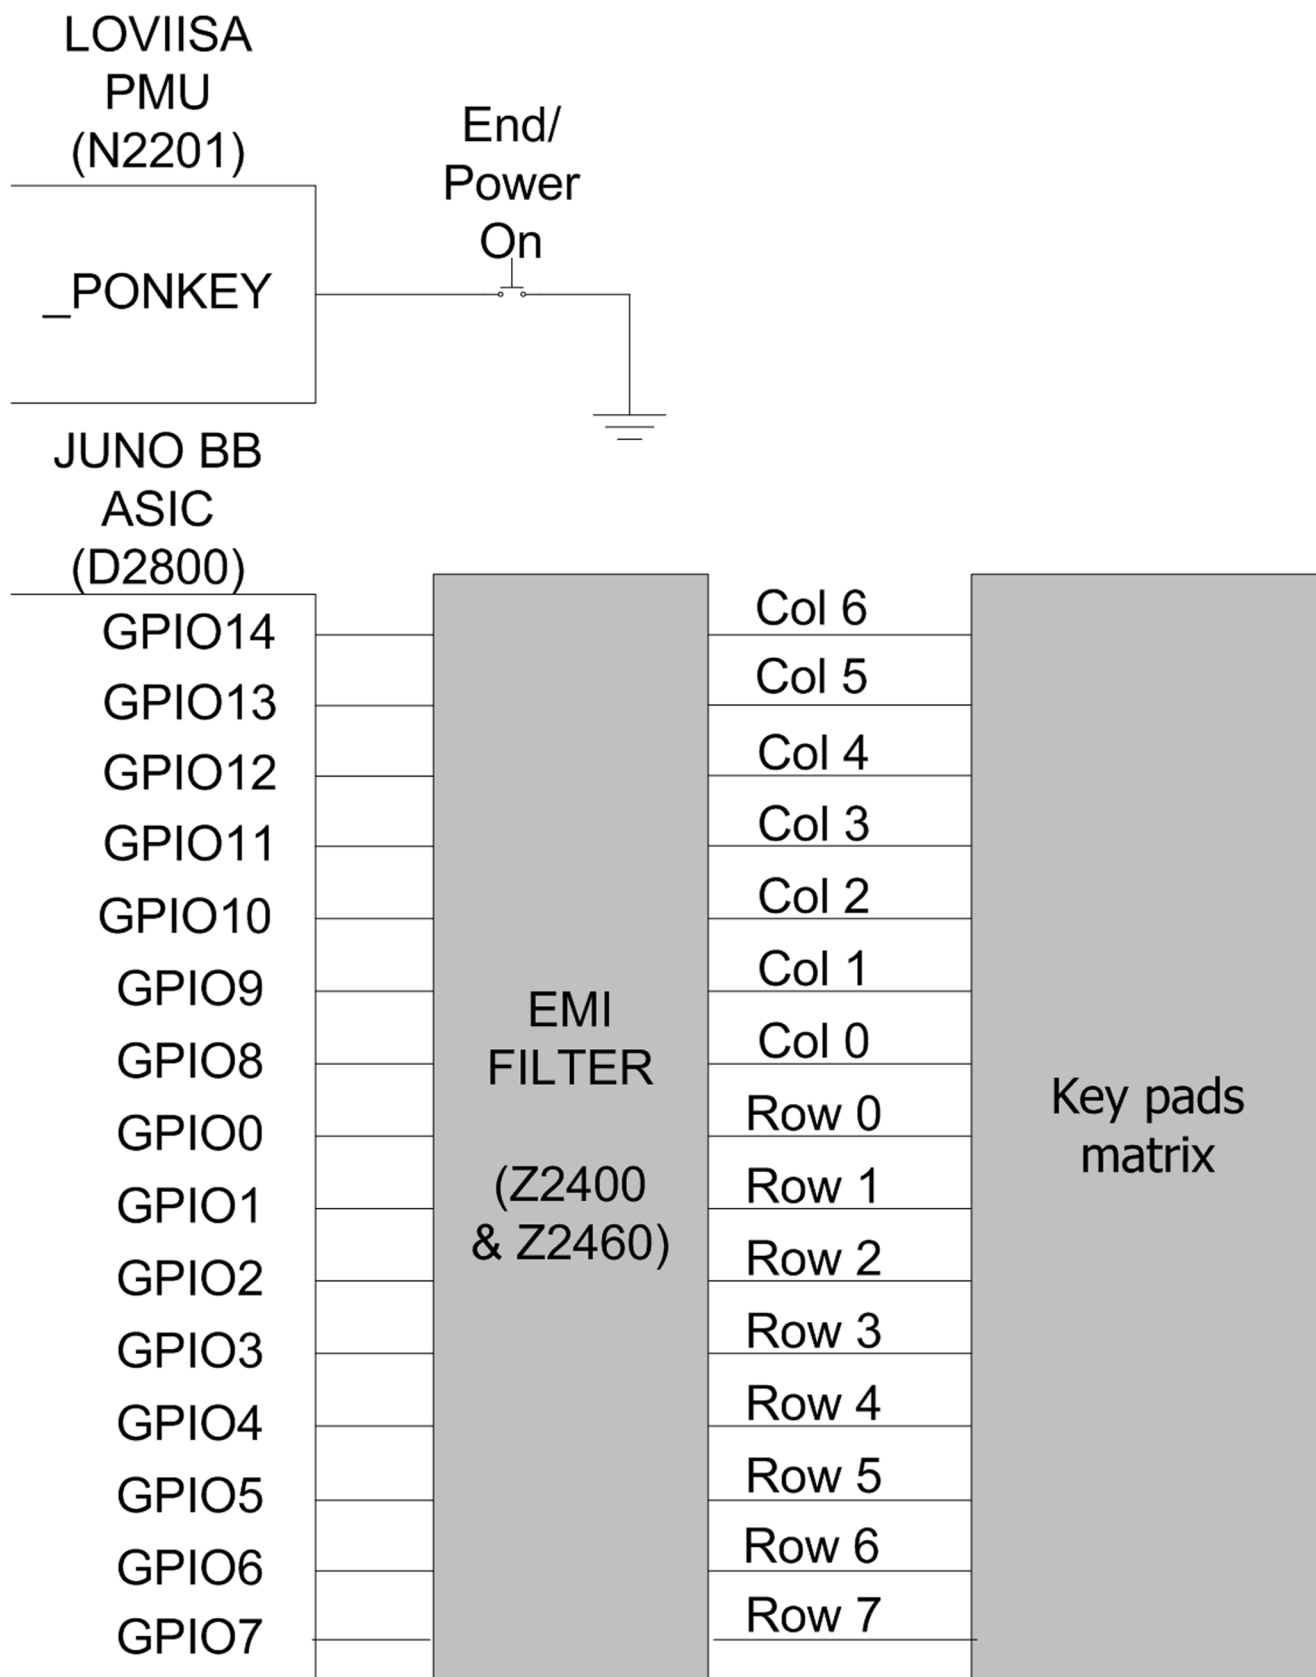 LOVIISA
PMU
(N2201)
End/
Power
On
_PONKEY
JUNO BB
ASIC
(D2800)
GPIO14
GPIO13
GPIO12
GPIO11
GPIO10
GPIO9
GPIO8
GPIO0
GPIO1
GPIO2
GPIO3
GPIO4
GPIO5
GPIO6
GPIO7
EMI
FILTER
(Z2400
& Z2460)
Col 6
Col 5
Col 4
Col 3
Col 2
Col 1
Col 0
Row 0
Row 1
Row 2
Row 3
Row 4
Row 5
Row 6
Row 7
Key pads
matrix